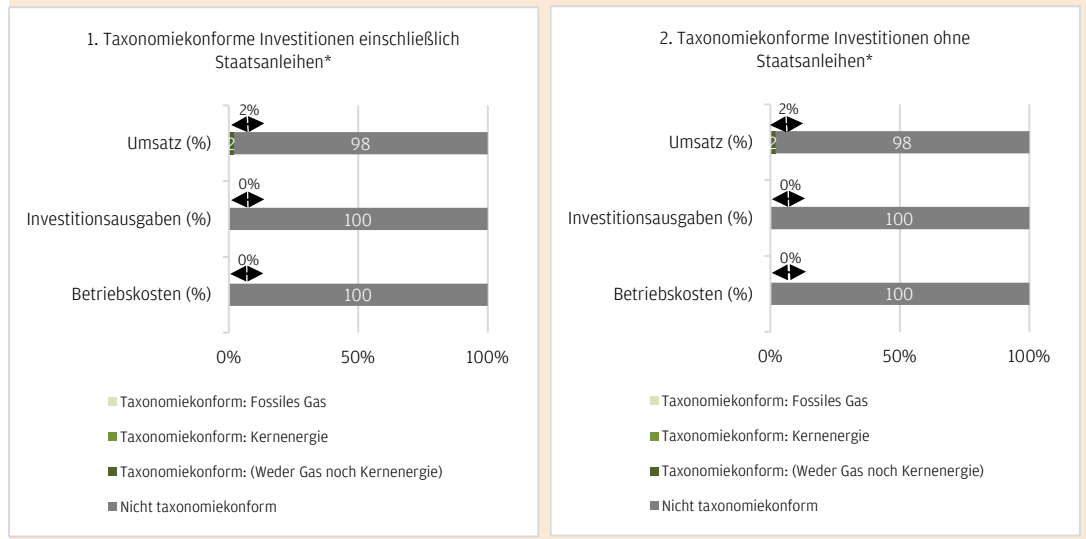 1. Taxonomiekonforme Investitionen einschließlich
Staatsanleihen*
2%
Umsatz (%)
2
98
0%
Investitionsausgaben (%)
100
0%
Betriebskosten (%)
100
0%
50%
100%
Taxonomiekonform: Fossiles Gas
Taxonomiekonform: Kernenergie
Taxonomiekonform: (Weder Gas noch Kernenergie)
Nicht taxonomiekonform
2. Taxonomiekonforme Investitionen ohne
Staatsanleihen*
2%
Umsatz (%)
2
98
0%
Investitionsausgaben (%)
100
0%
Betriebskosten (%)
100
0%
50%
100%
Taxonomiekonform: Fossiles Gas
Taxonomiekonform: Kernenergie
Taxonomiekonform: (Weder Gas noch Kernenergie)
Nicht taxonomiekonform